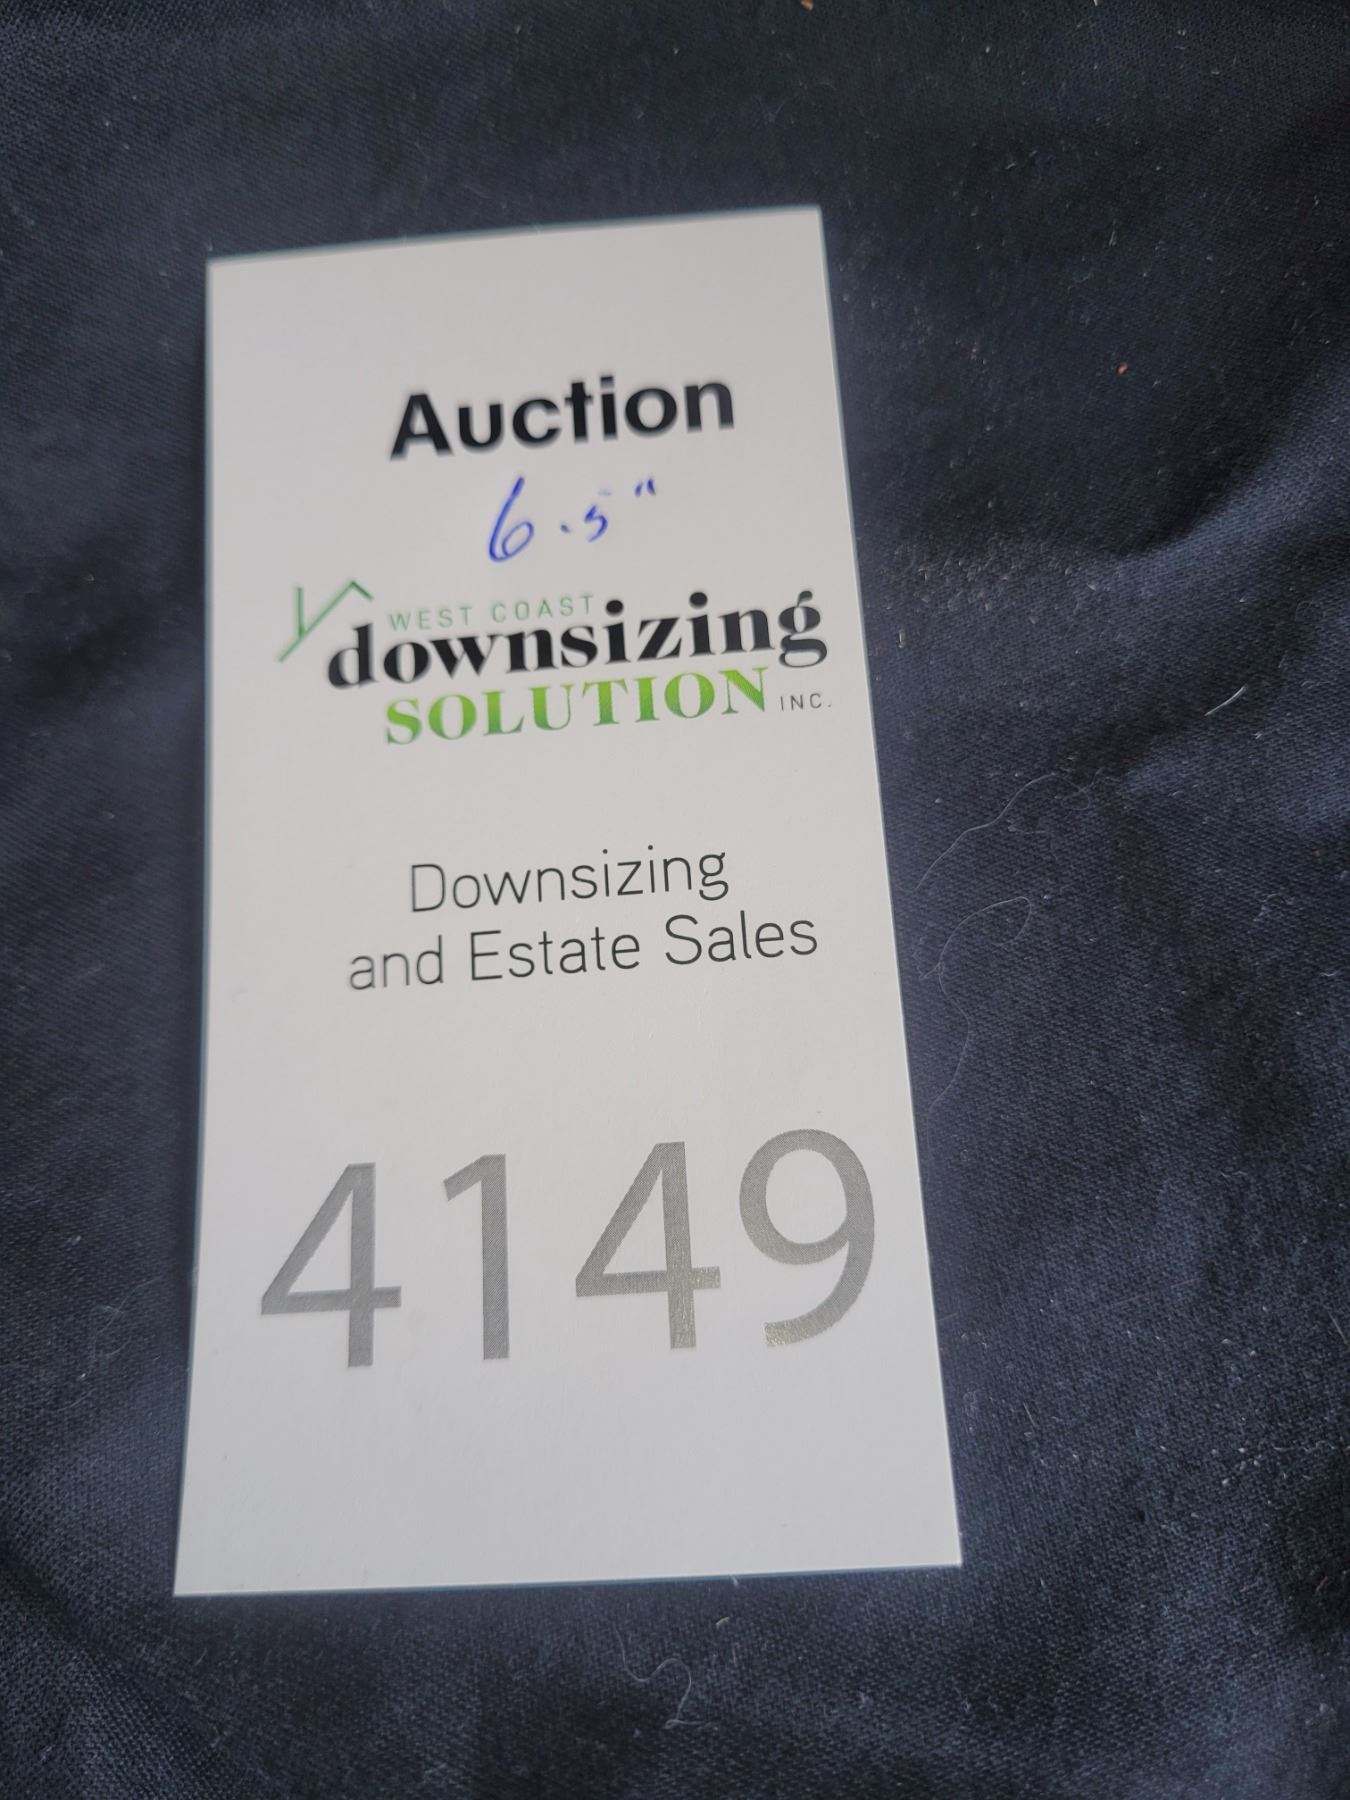 Auction
6.5"
WEST COAST
downsizing
SOLUTION INC.
Downsizing
and Estate Sales
4149